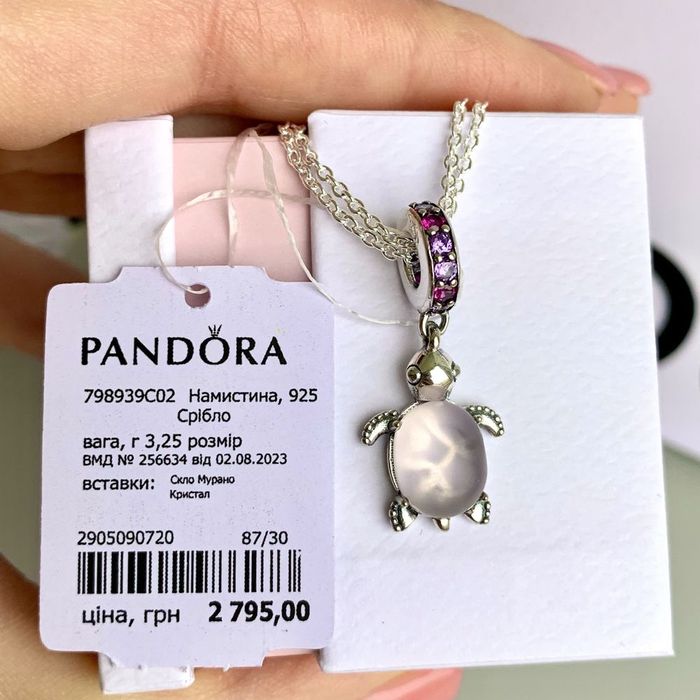 PANDORA
798939C02 Намистина, 925
Срібло
вага, г 3,25 розмір
ВМД № 256634 від 02.08.2023
вставки: Скло Мурано
Кристал
2905090720 87/30
ціна, грн 2 795,00